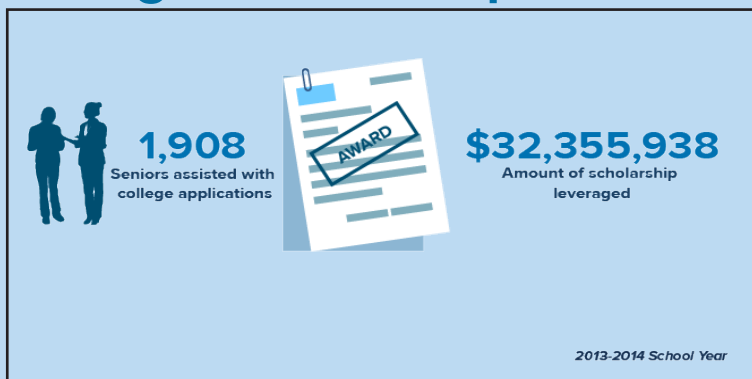 1,908
Seniors assisted with
college applications
AWARD
$32,355,938
Amount of scholarship
leveraged
2013-2014 School Year